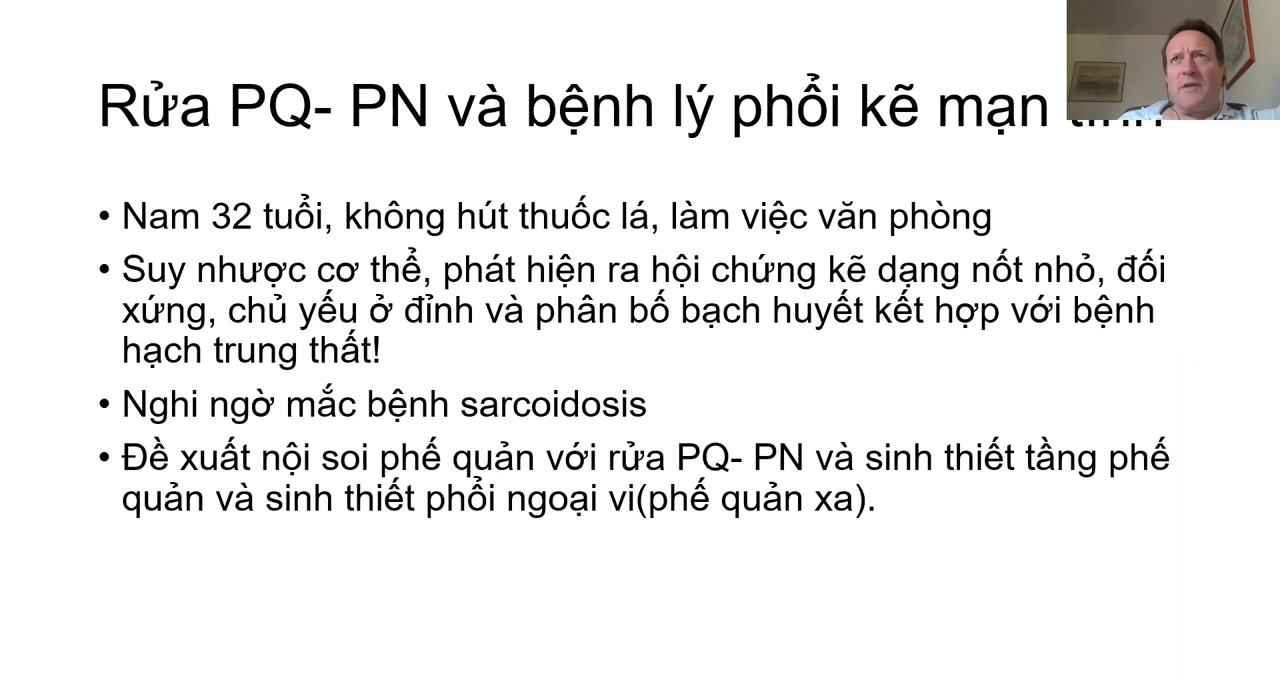 Rửa PQ- PN và bệnh lý phổi kẽ mạn
• Nam 32 tuổi, không hút thuốc lá, làm việc văn phòng
• Suy nhược cơ thể, phát hiện ra hội chứng kẽ dạng nốt nhỏ, đối
xứng, chủ yếu ở đỉnh và phân bố bạch huyết kết hợp với bệnh
hạch trung thất!
• Nghi ngờ mắc bệnh sarcoidosis
• Đề xuất nội soi phế quản với rửa PQ- PN và sinh thiết tầng phế
quản và sinh thiết phổi ngoại vi(phế quản xa).